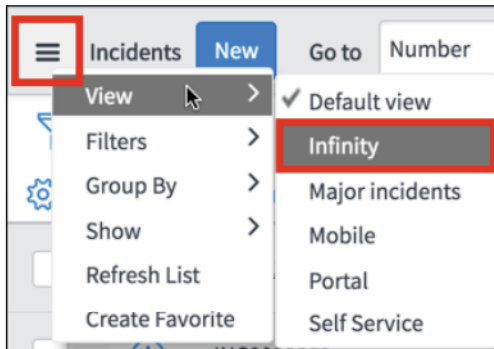 Incidents New Go to Number
View
Filters
Group By
Show
Refresh List
Create Favorite
Default view
Infinity
Major incidents
Mobile
Portal
Self Service